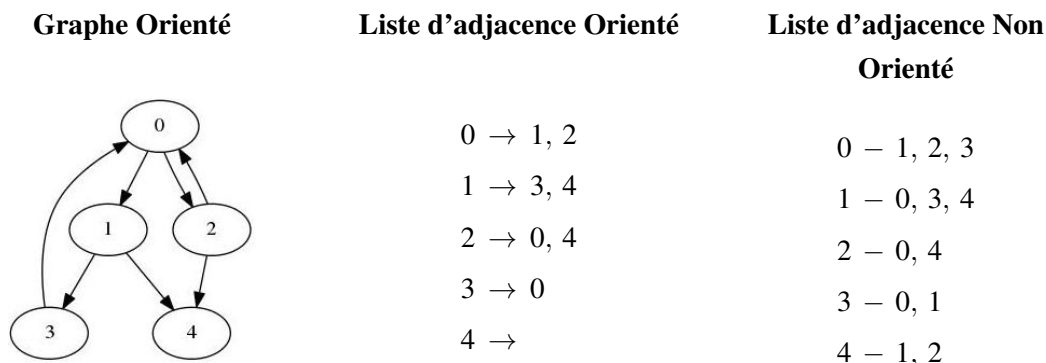 Graphe Orienté
Liste d'adjacence Orienté
Liste d'adjacence Non
Orienté
0
1
2
3
4
0 → 1, 2
1 → 3, 4
2 → 0, 4
3 → 0
4 →
0 − 1, 2, 3
1 − 0, 3, 4
2 − 0, 4
3 − 0, 1
4 − 1, 2